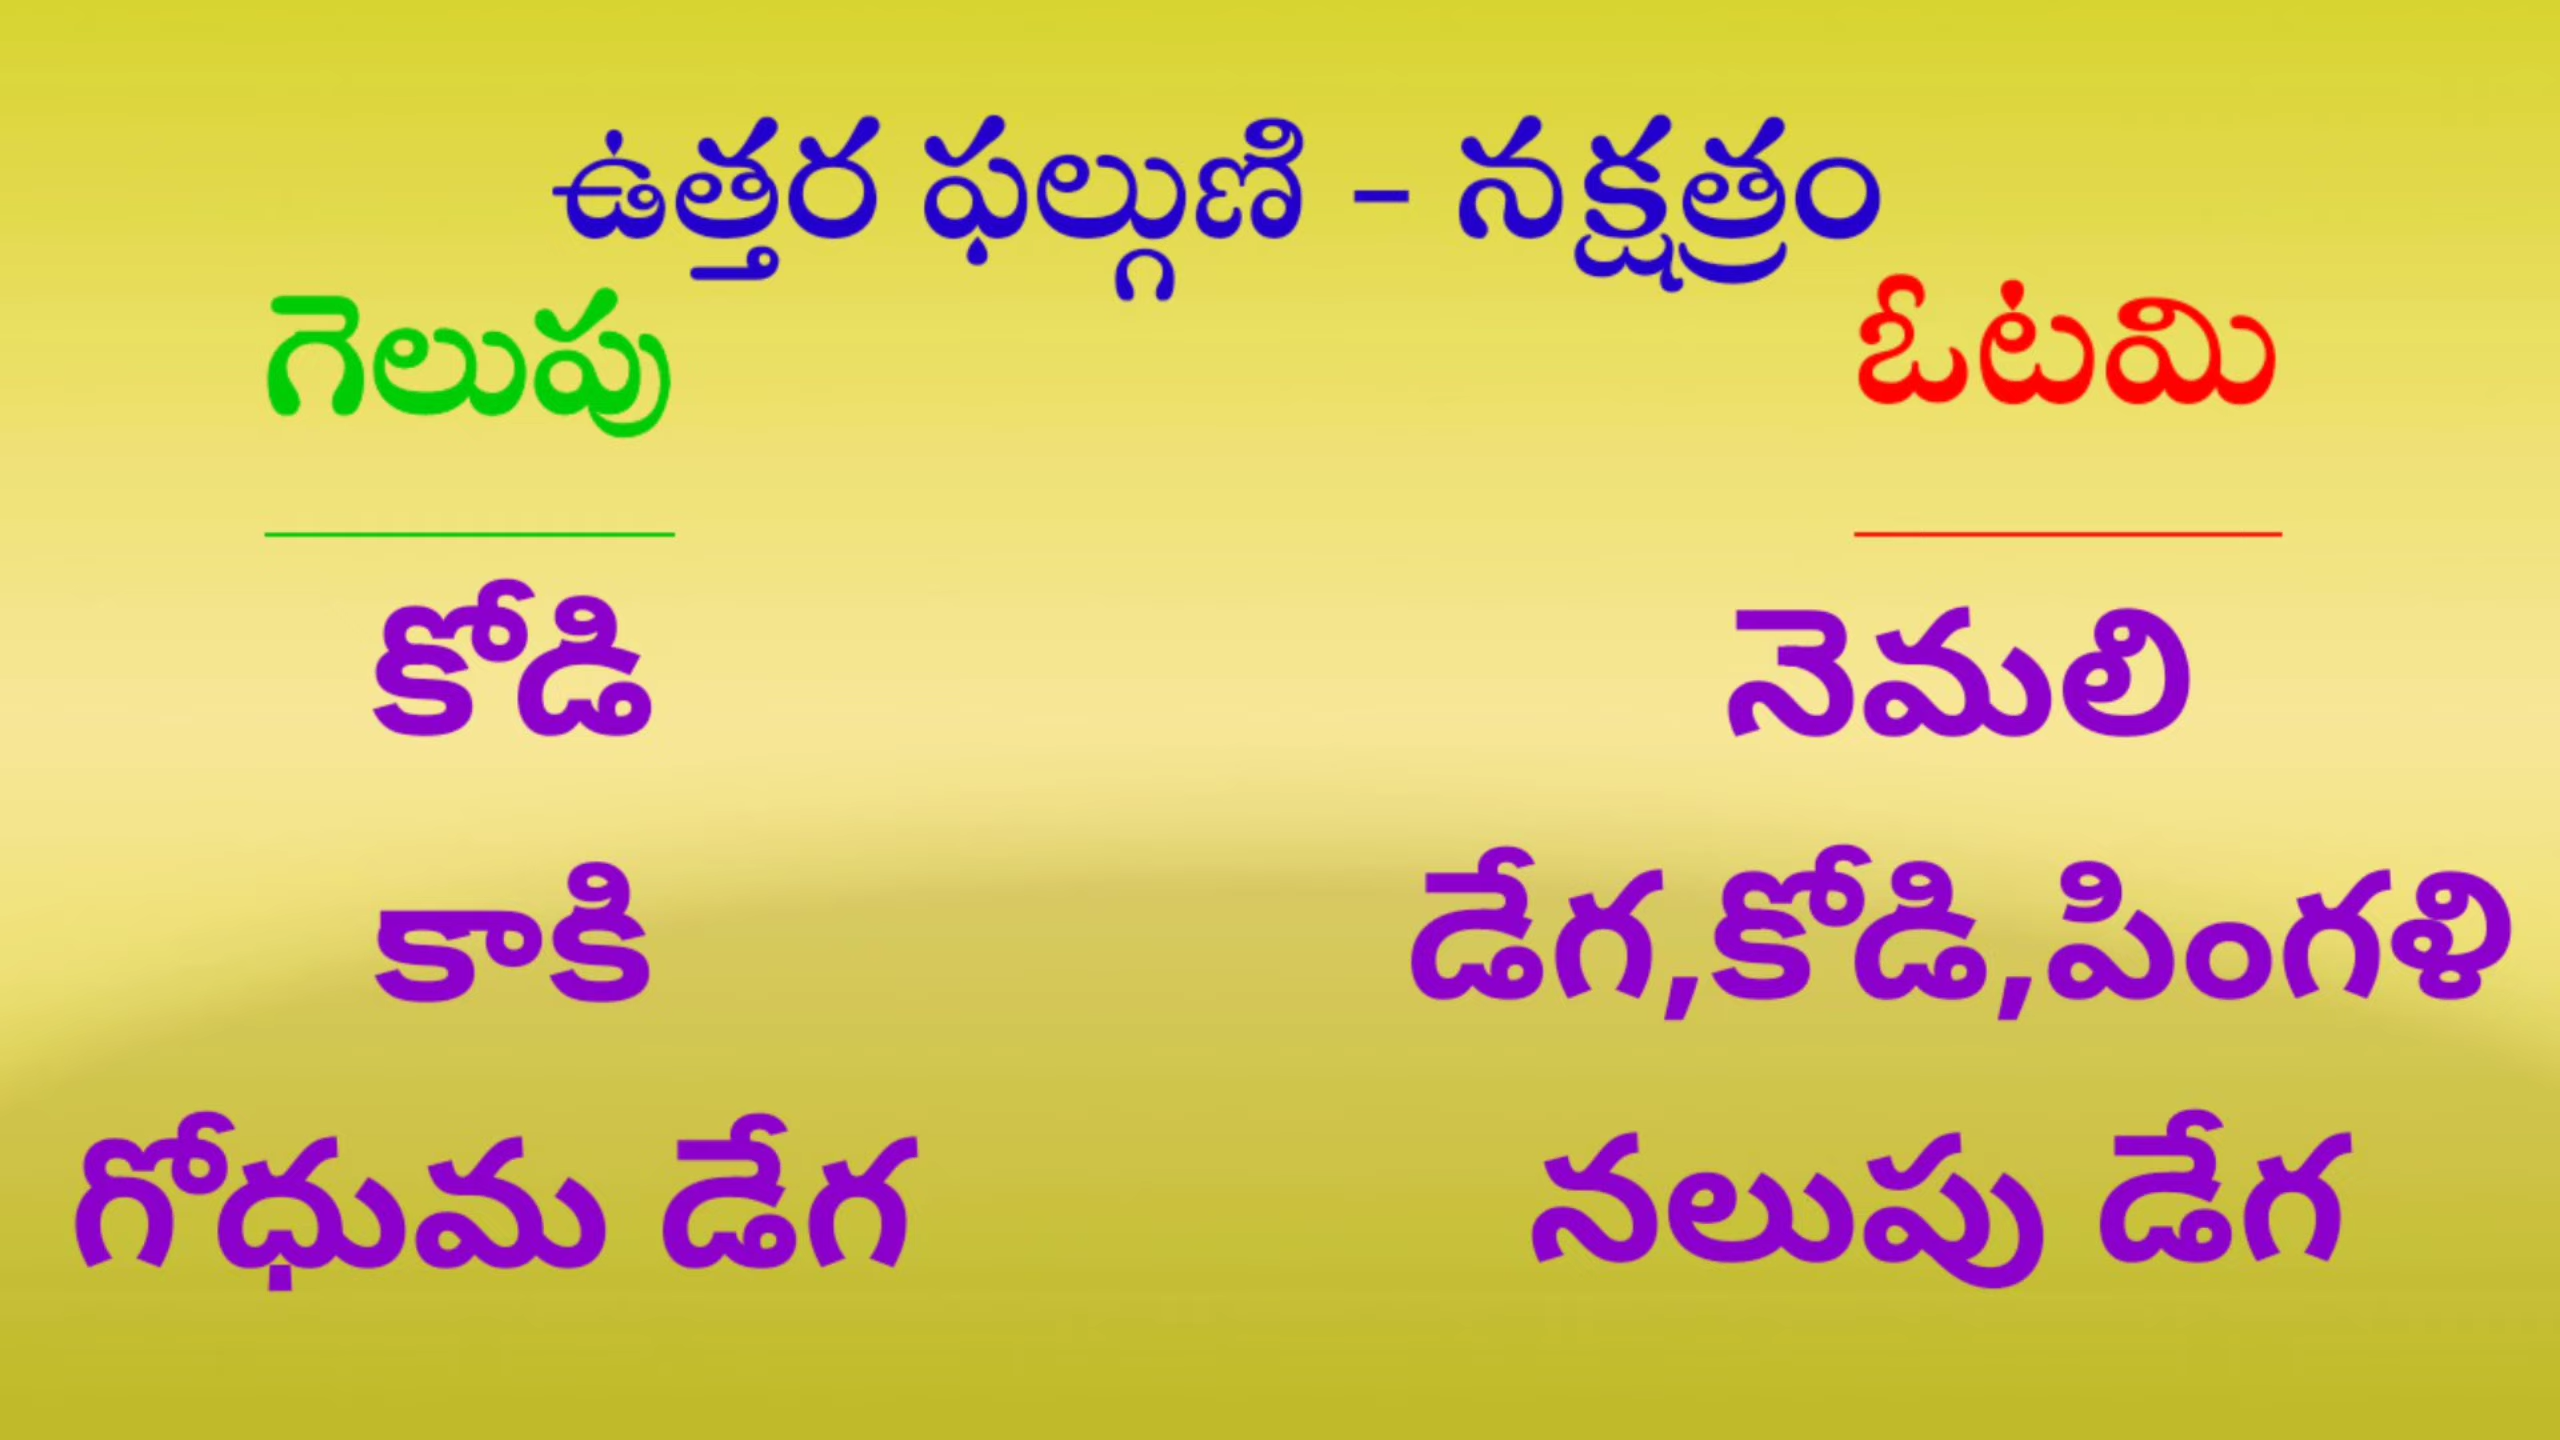 ఉత్తర ఫల్గుణి - నక్షత్రం
గెలుపు ఓటమి
కోడి నెమలి
కాకి డేగ,కోడి,పింగళి
గోధుమ డేగ నలుపు డేగ